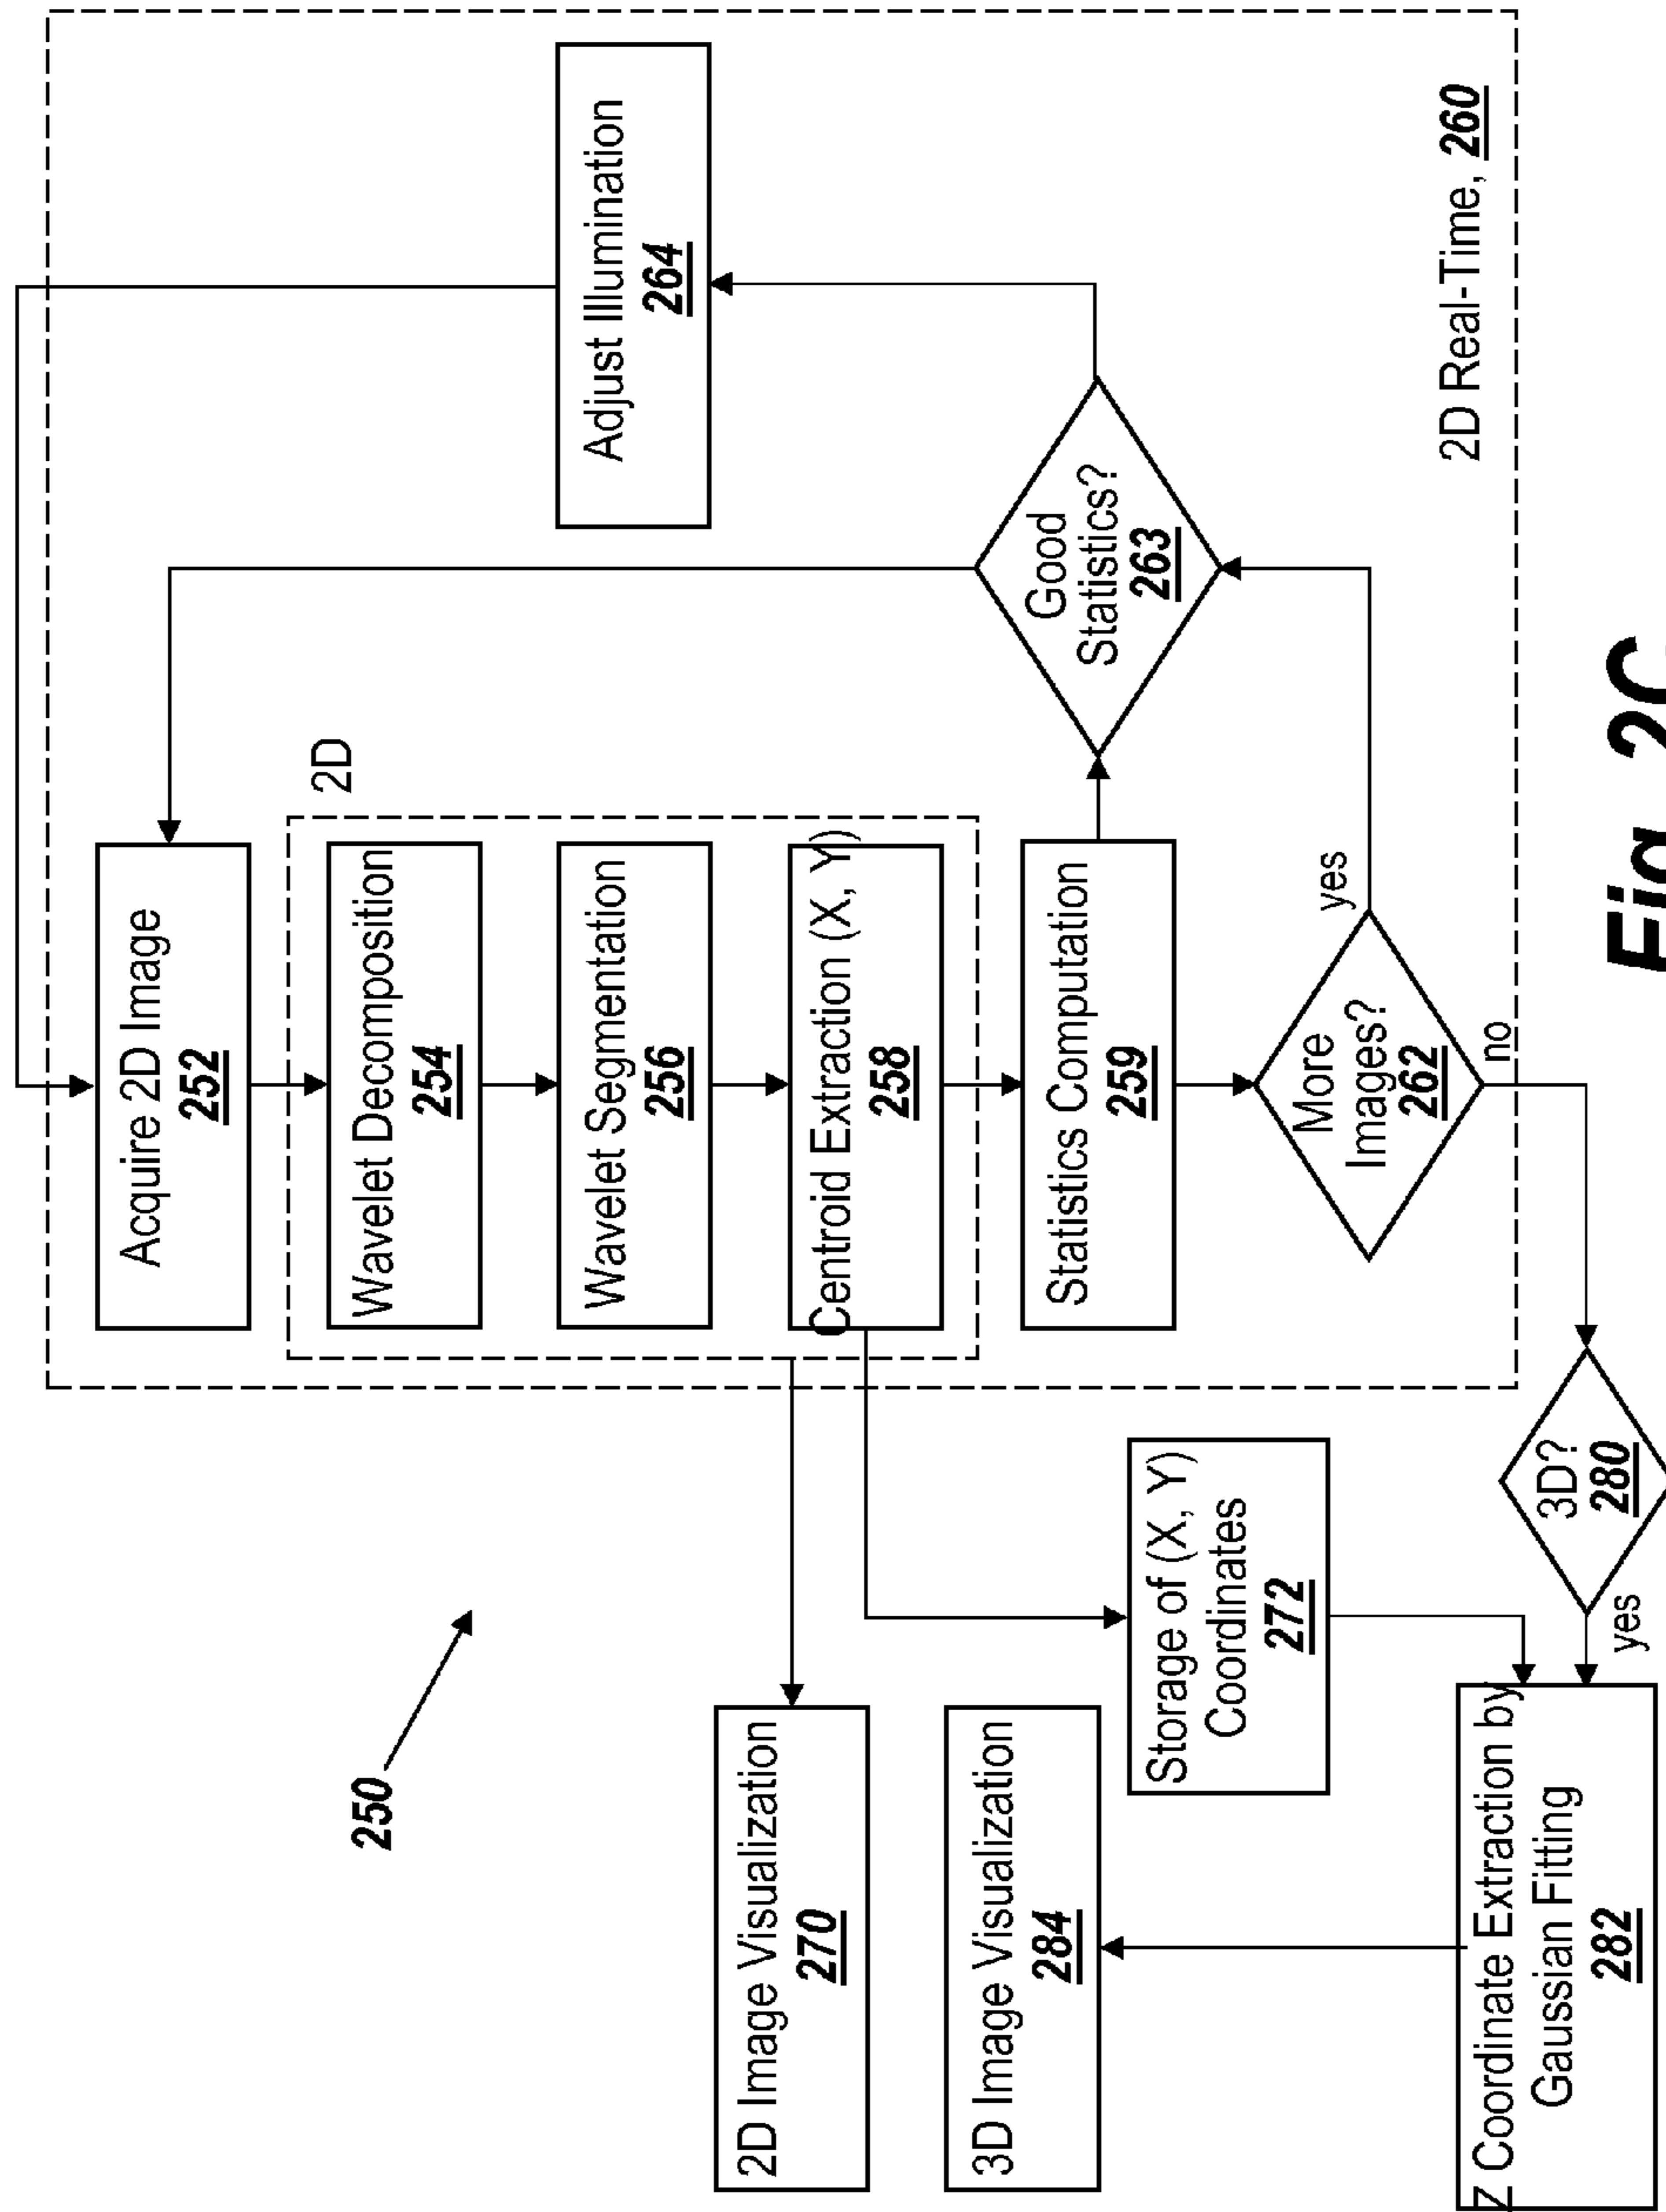 250
Acquire 2D Image
252
2D
Wavelet Decomposition
254
Wavelet Segmentation
256
Centroid Extraction (X, Y)
258
Statistics Computation
259
More
Images?
262
yes
no
Good
Statistics?
263
Adjust Illumination
264
2D Real-Time, 260
2D Image Visualization
270
3D Image Visualization
284
Storage of (X, Y)
Coordinates
272
3D?
280
yes
Z Coordinate Extraction by
Gaussian Fitting
282
Fig. 2C